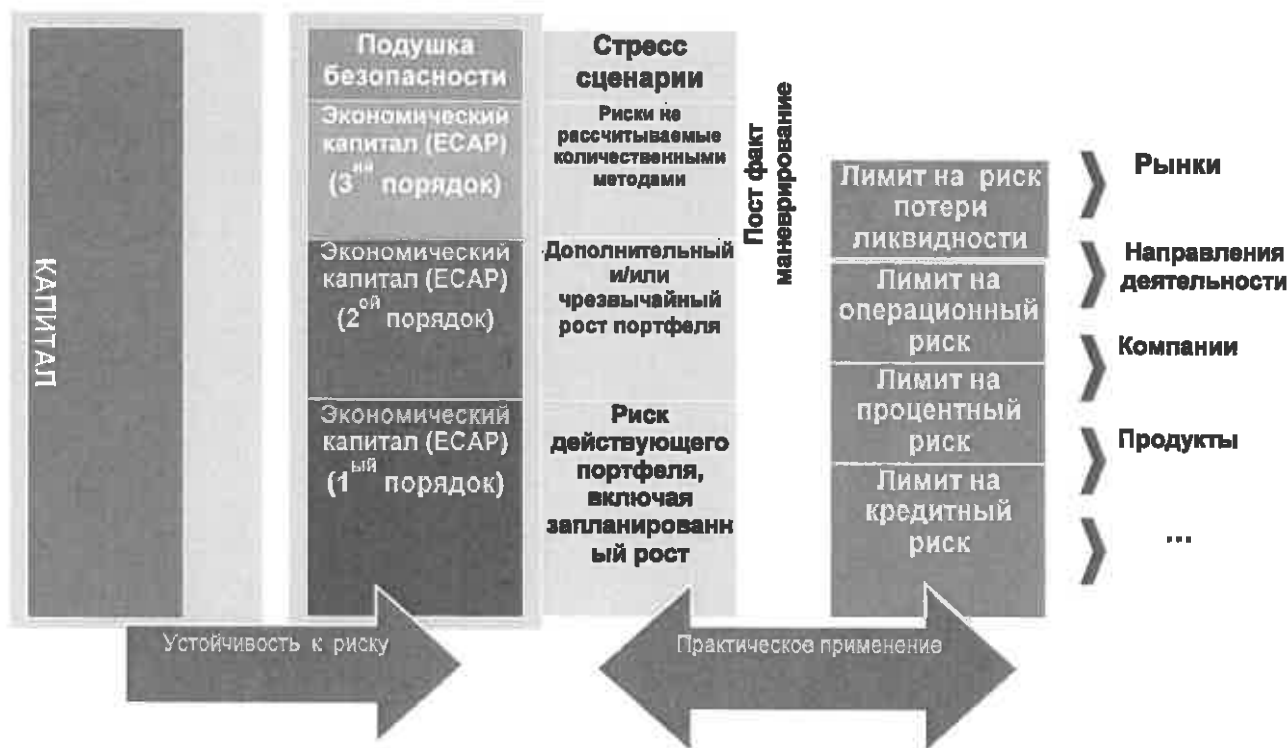 КАПИТАЛ
Подушка
безопасности
Экономический
капитал (ECAP)
(3ий порядок)
Экономический
капитал (ECAP)
(2ой порядок)
Экономический
капитал (ECAP)
(1ый порядок)
Стресс
сценарии
Риски не
рассчитываемые
количественными
методами
Дополнительный
и/или
чрезвычайный
рост портфеля
Риск
действующего
портфеля,
включая
запланированн
ый рост
Пост факт
маневрирование
Лимит на риск
потери
ликвидности
Лимит на
операционный
риск
Лимит на
процентный
риск
Лимит на
кредитный
риск
Рынки
Направления
деятельности
Компании
Продукты
...
Устойчивость к риску
Практическое применение